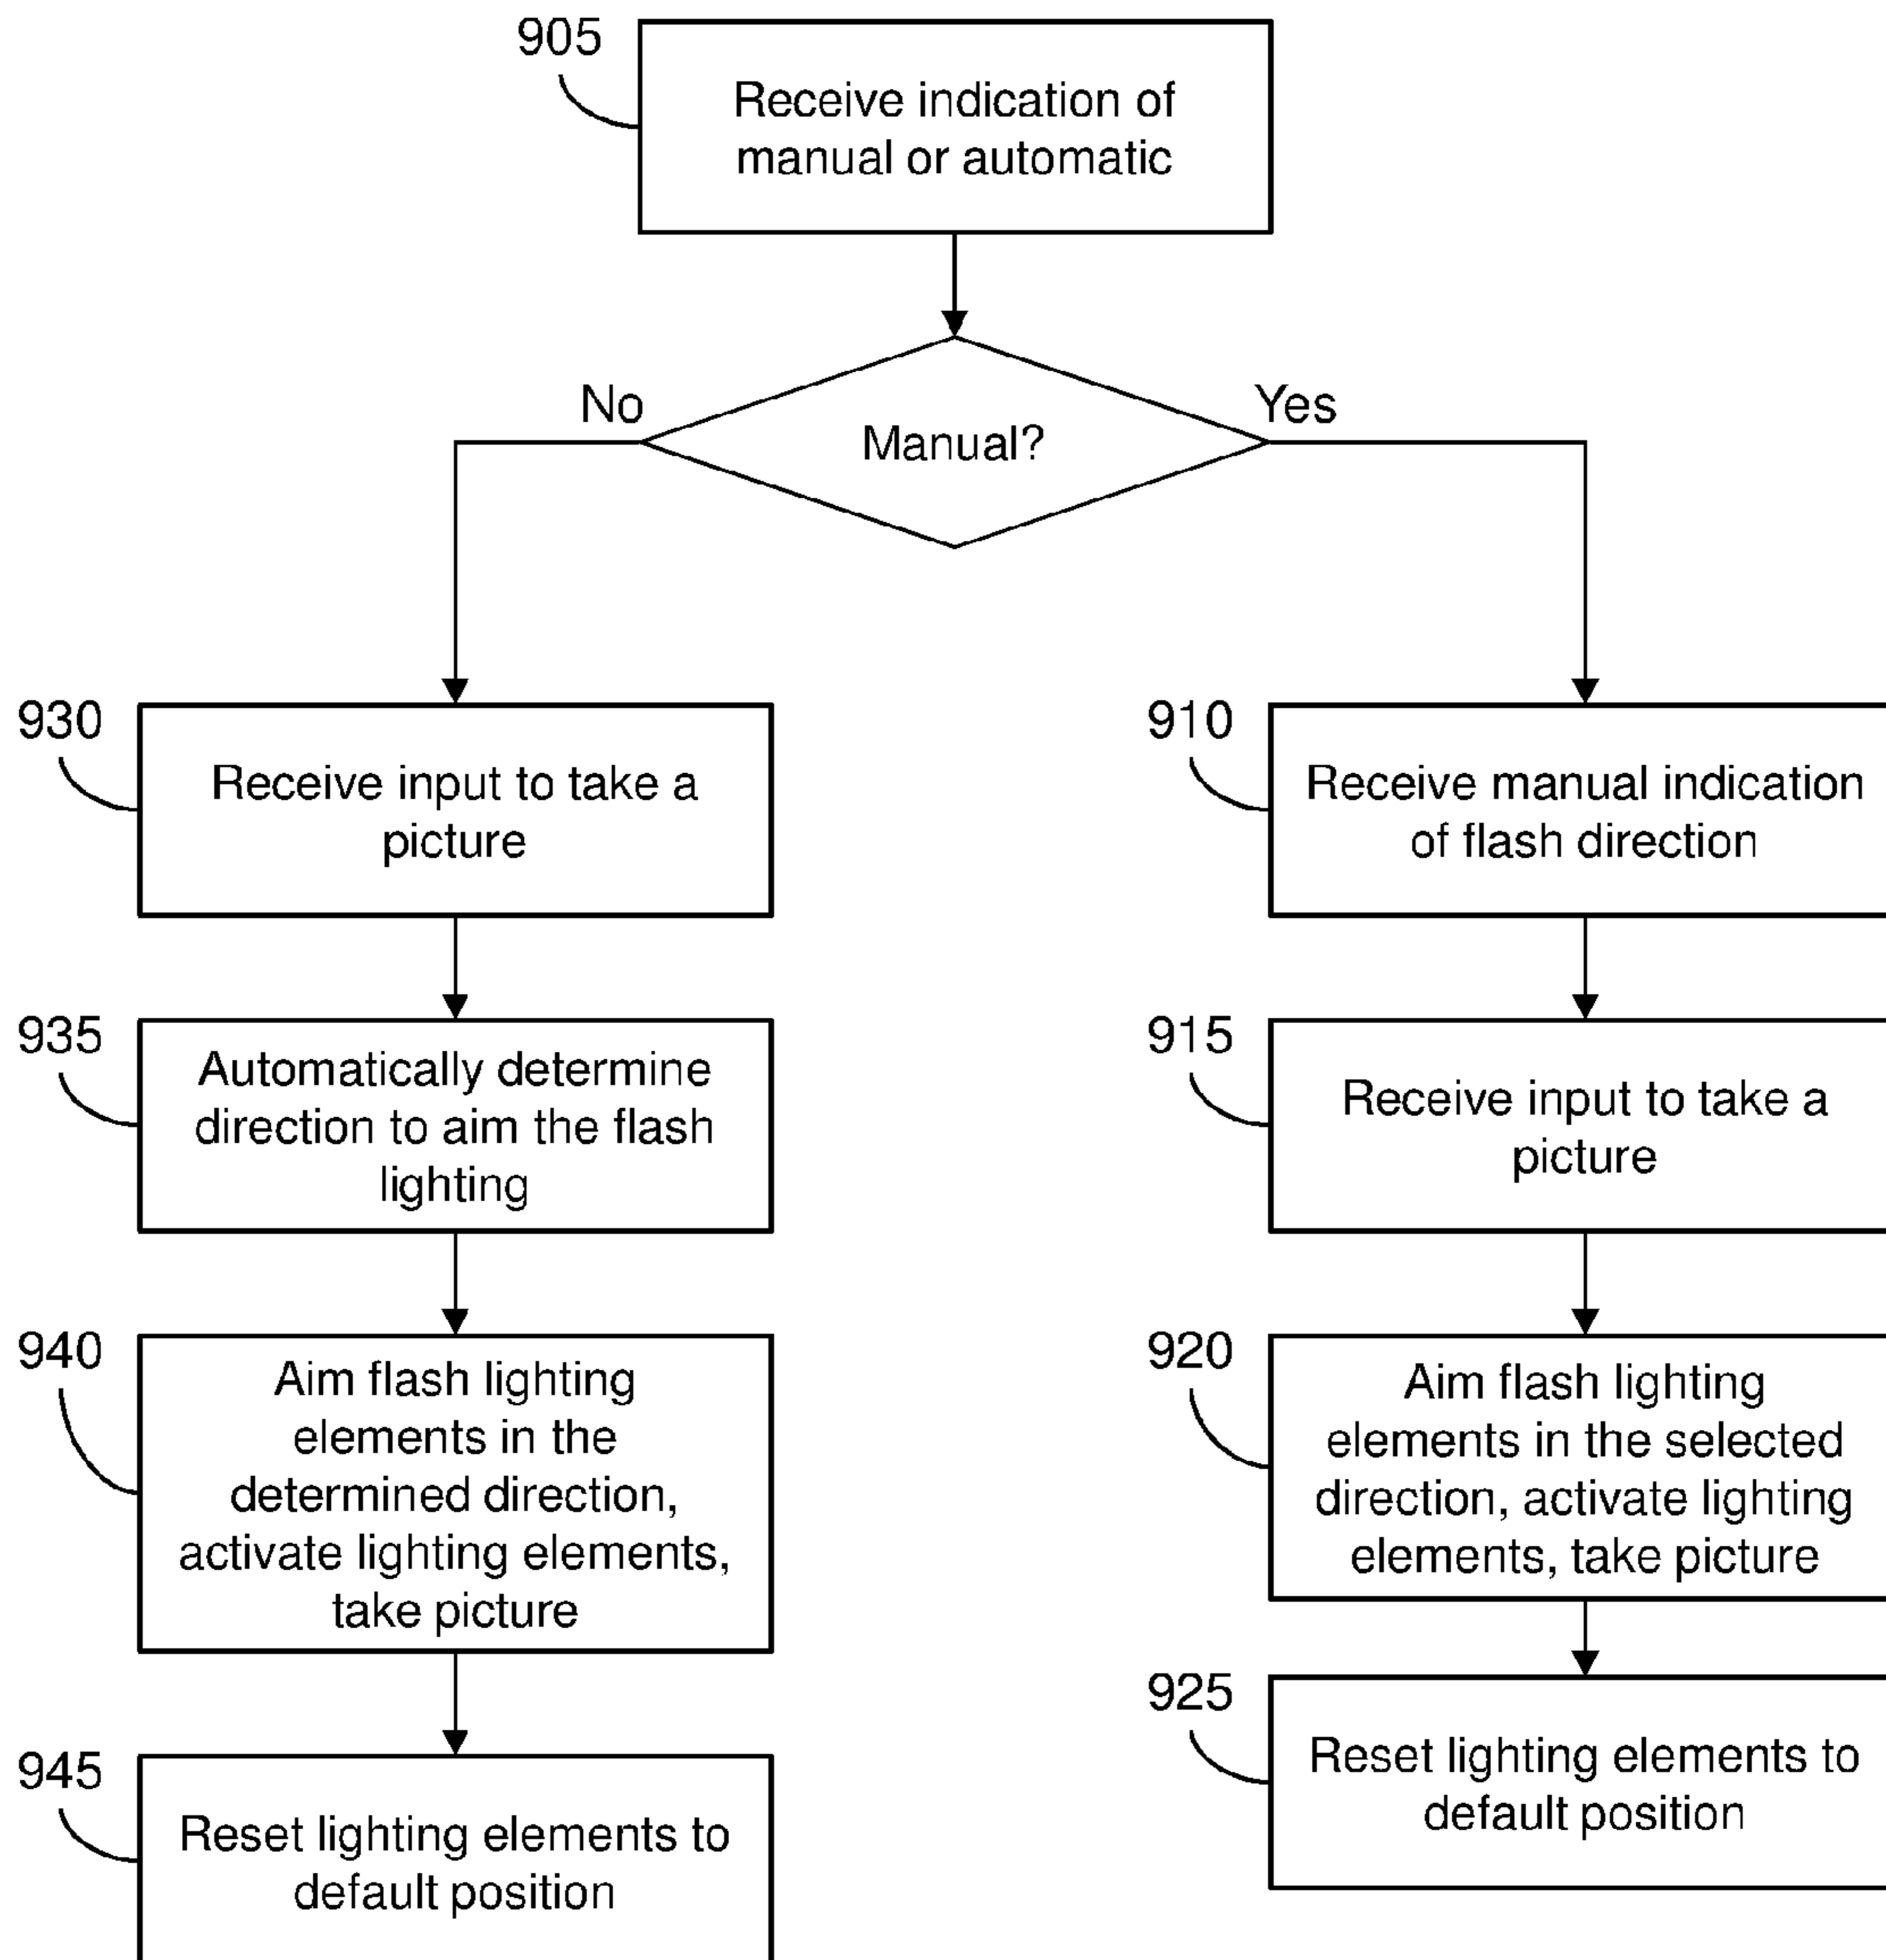 905
Receive indication of
manual or automatic
Manual?
No
Yes
930
Receive input to take a
picture
935
Automatically determine
direction to aim the flash
lighting
940
Aim flash lighting
elements in the
determined direction,
activate lighting elements,
take picture
945
Reset lighting elements to
default position
910
Receive manual indication
of flash direction
915
Receive input to take a
picture
920
Aim flash lighting
elements in the selected
direction, activate lighting
elements, take picture
925
Reset lighting elements to
default position